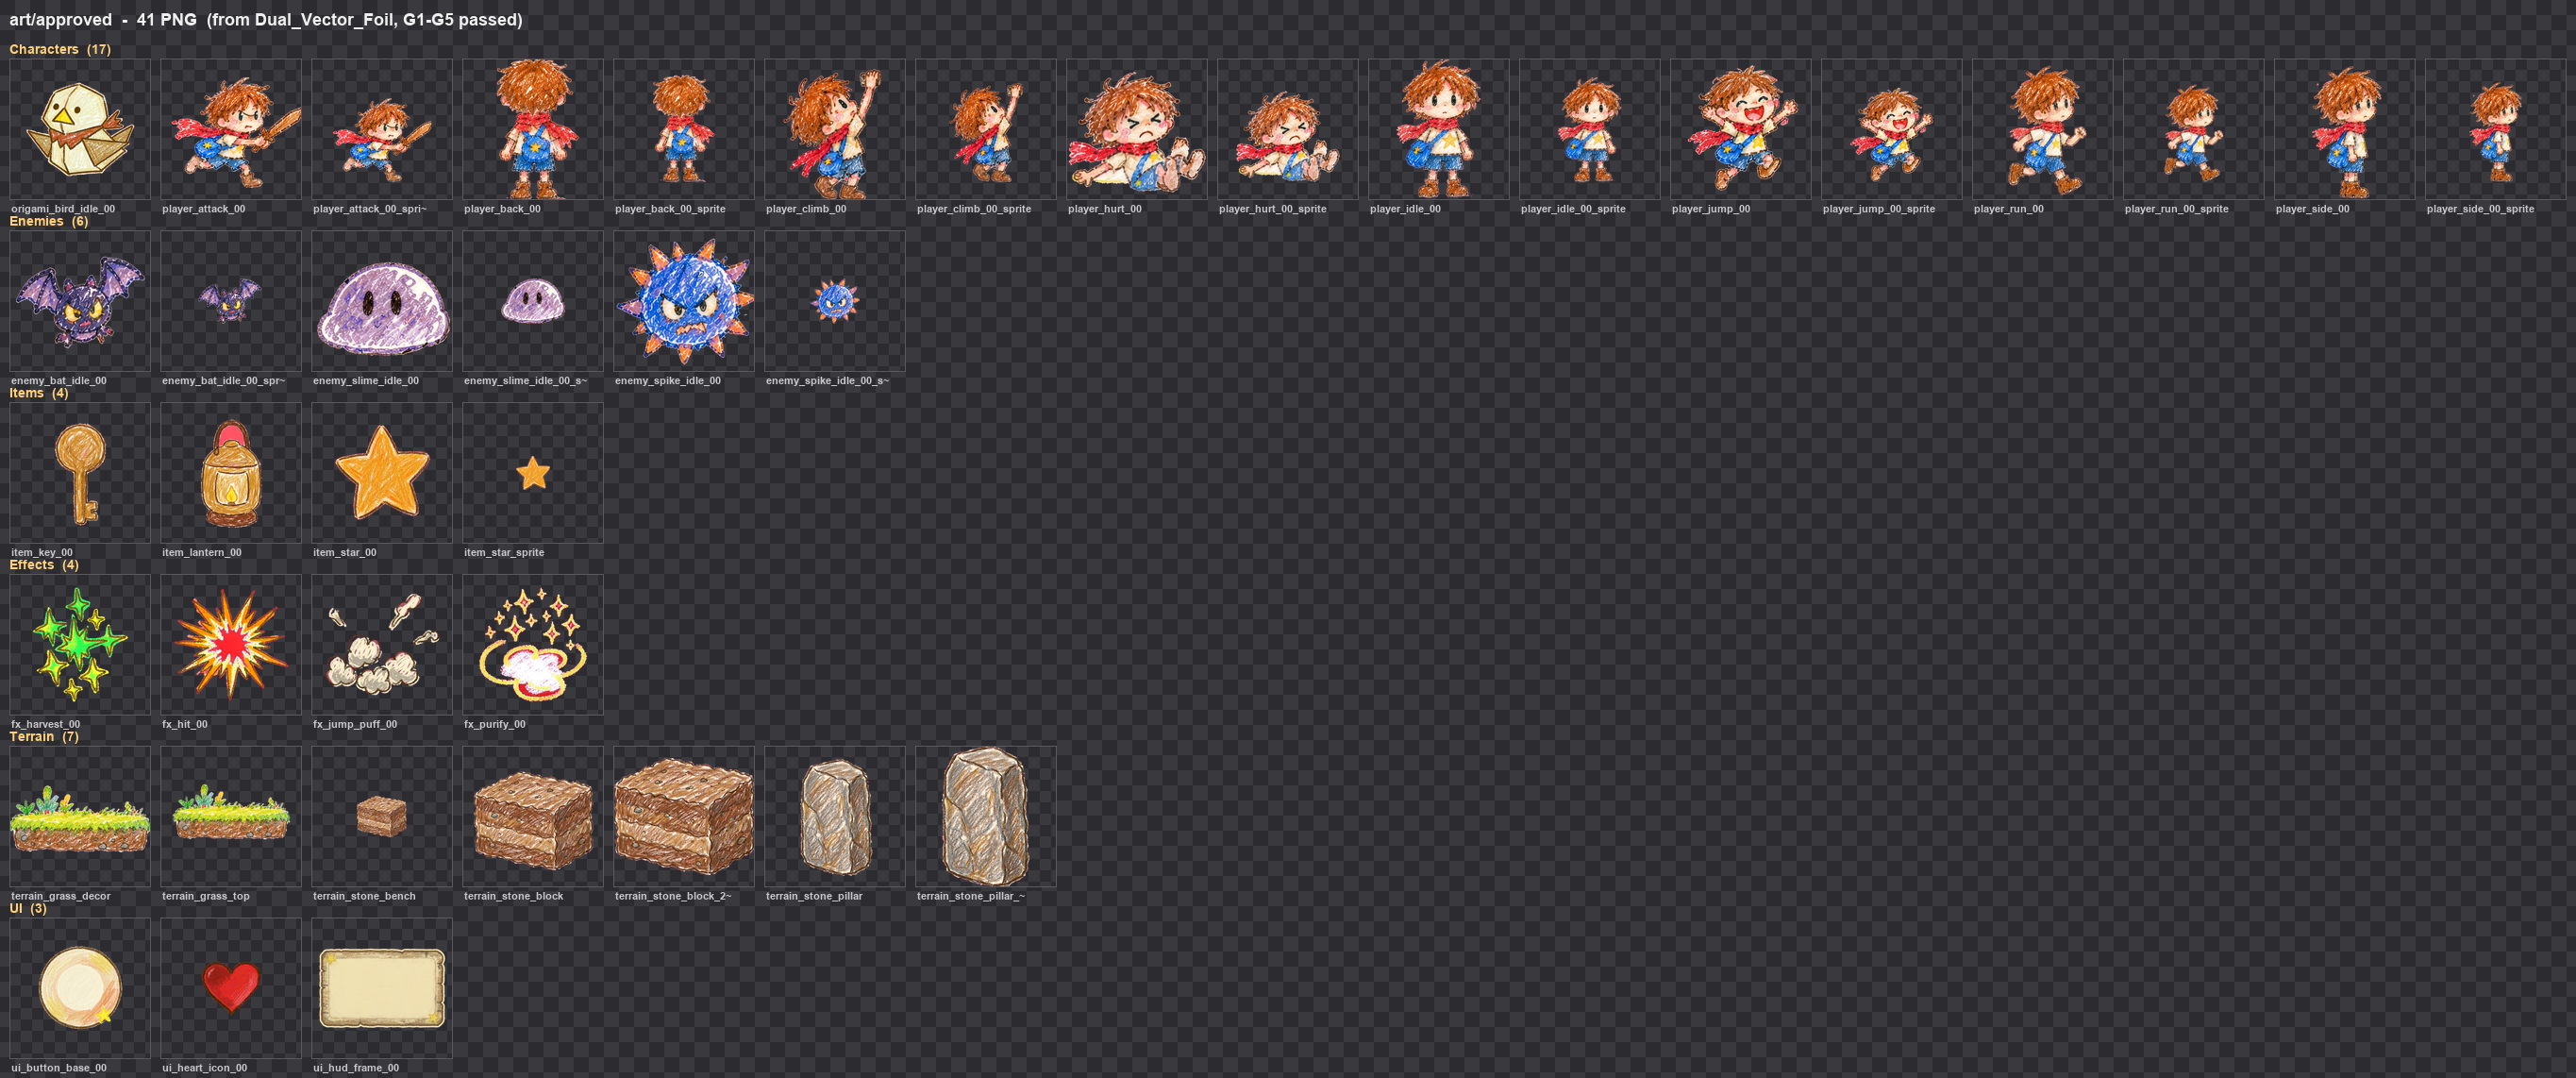 art/approved - 41 PNG (from Dual_Vector_Foil, G1-G5 passed)
Characters (17)
origami_bird_idle_00 player_attack_00 player_attack_00_spri~ player_back_00 player_back_00_sprite player_climb_00 player_climb_00_sprite player_hurt_00 player_hurt_00_sprite player_idle_00 player_idle_00_sprite player_jump_00 player_jump_00_sprite player_run_00 player_run_00_sprite player_side_00 player_side_00_sprite
Enemies (6)
enemy_bat_idle_00 enemy_bat_idle_00_spr~ enemy_slime_idle_00 enemy_slime_idle_00_s~ enemy_spike_idle_00 enemy_spike_idle_00_s~
Items (4)
item_key_00 item_lantern_00 item_star_00 item_star_sprite
Effects (4)
fx_harvest_00 fx_hit_00 fx_jump_puff_00 fx_purify_00
Terrain (7)
terrain_grass_decor terrain_grass_top terrain_stone_bench terrain_stone_block terrain_stone_block_2~ terrain_stone_pillar terrain_stone_pillar_~
UI (3)
ui_button_base_00 ui_heart_icon_00 ui_hud_frame_00